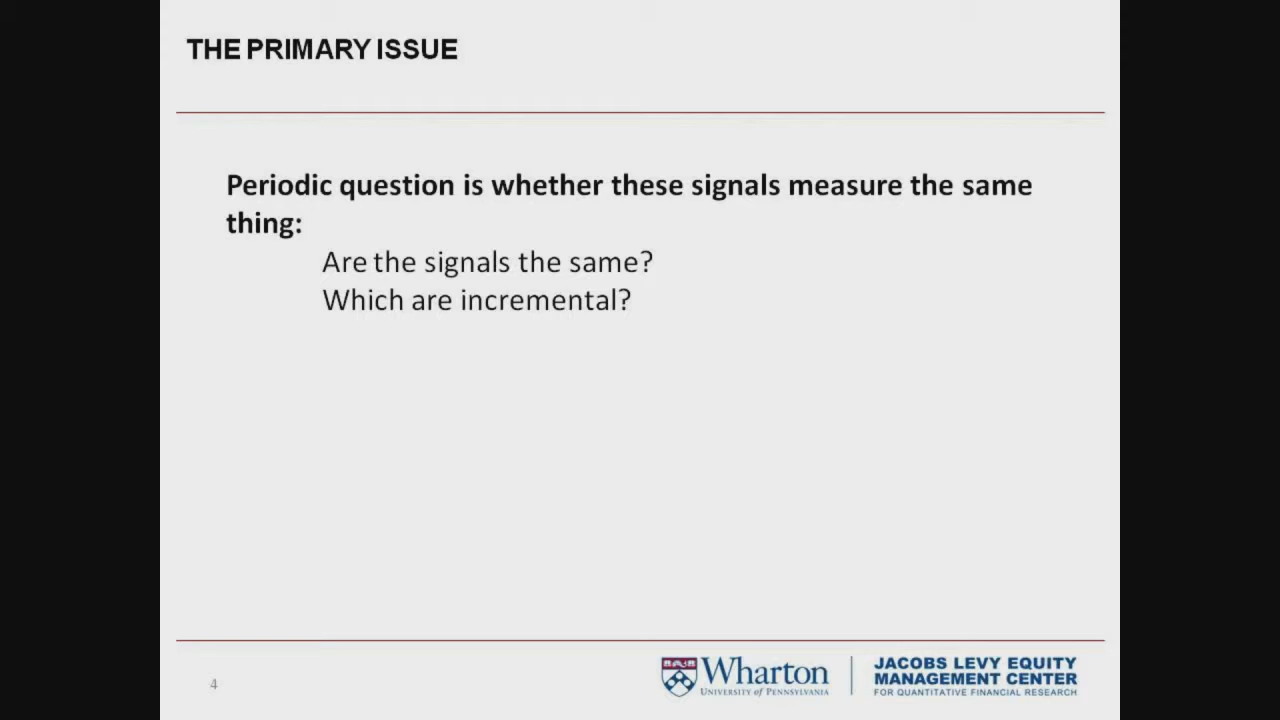 THE PRIMARY ISSUE
Periodic question is whether these signals measure the same
thing:
Are the signals the same?
Which are incremental?
4
Wharton
UNIVERSITY of PENNSYLVANIA
JACOBS LEVY EQUITY
MANAGEMENT CENTER
FOR QUANTITATIVE FINANCIAL RESEARCH